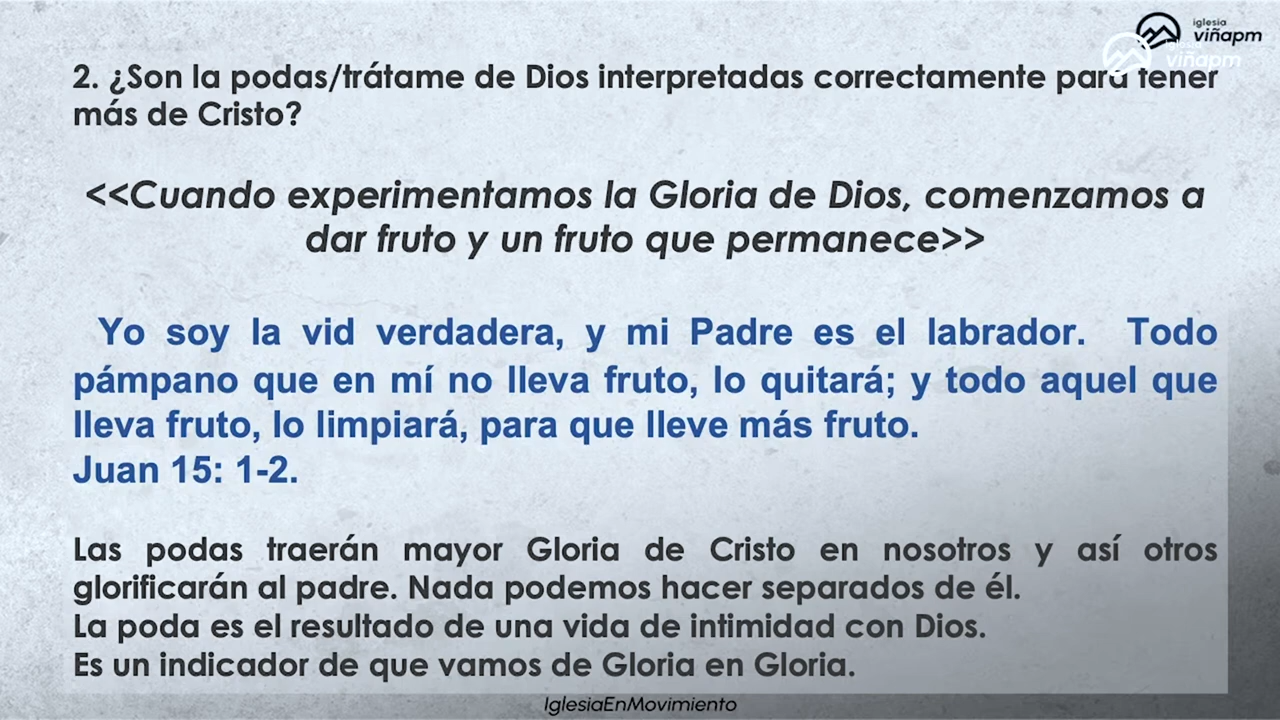 iglesia
viñapm
iglesia
viñapm
2. ¿Son la podas/trátame de Dios interpretadas correctamente para tener
más de Cristo?
<<Cuando experimentamos la Gloria de Dios, comenzamos a
dar fruto y un fruto que permanece>>
Yo soy la vid verdadera, y mi Padre es el labrador. Todo
pámpano que en mí no lleva fruto, lo quitará; y todo aquel que
lleva fruto, lo limpiará, para que lleve más fruto.
Juan 15: 1-2.
Las podas traerán mayor Gloria de Cristo en nosotros y así otros
glorificarán al padre. Nada podemos hacer separados de él.
La poda es el resultado de una vida de intimidad con Dios.
Es un indicador de que vamos de Gloria en Gloria.
IglesiaEnMovimiento